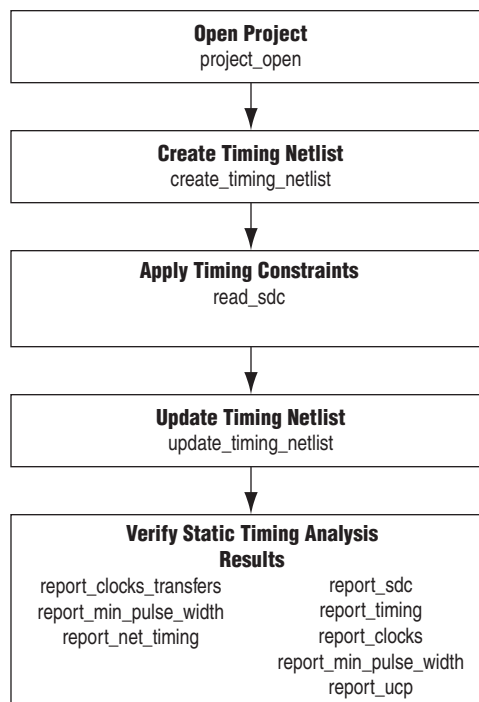 Open Project
project_open
Create Timing Netlist
create_timing_netlist
Apply Timing Constraints
read_sdc
Update Timing Netlist
update_timing_netlist
Verify Static Timing Analysis
Results
report_clocks_transfers
report_min_pulse_width
report_net_timing
report_sdc
report_timing
report_clocks
report_min_pulse_width
report_ucp